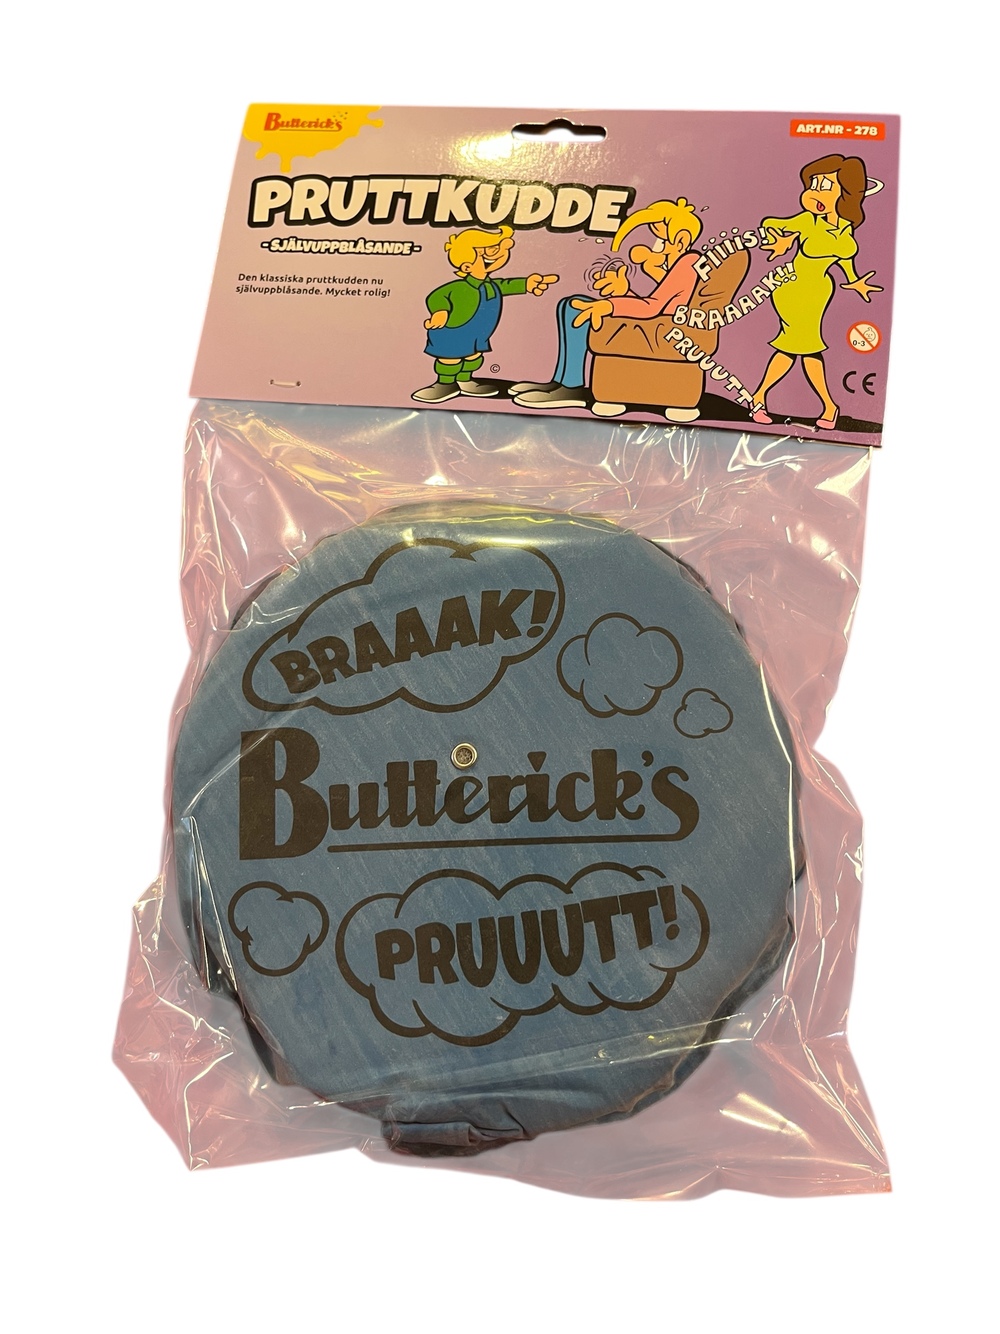 Butterick's
ART.NR - 278
PRUTTKUDDE
-SJÄLVUPPBLÅSANDE-
Den klassiska pruttkudden nu
självuppblåsande. Mycket rolig!
Fiiiis!
BRAAAAK!!
PRUUUTT!
©
0-3
CE
BRAAAK!
Butterick's
PRUUUTT!